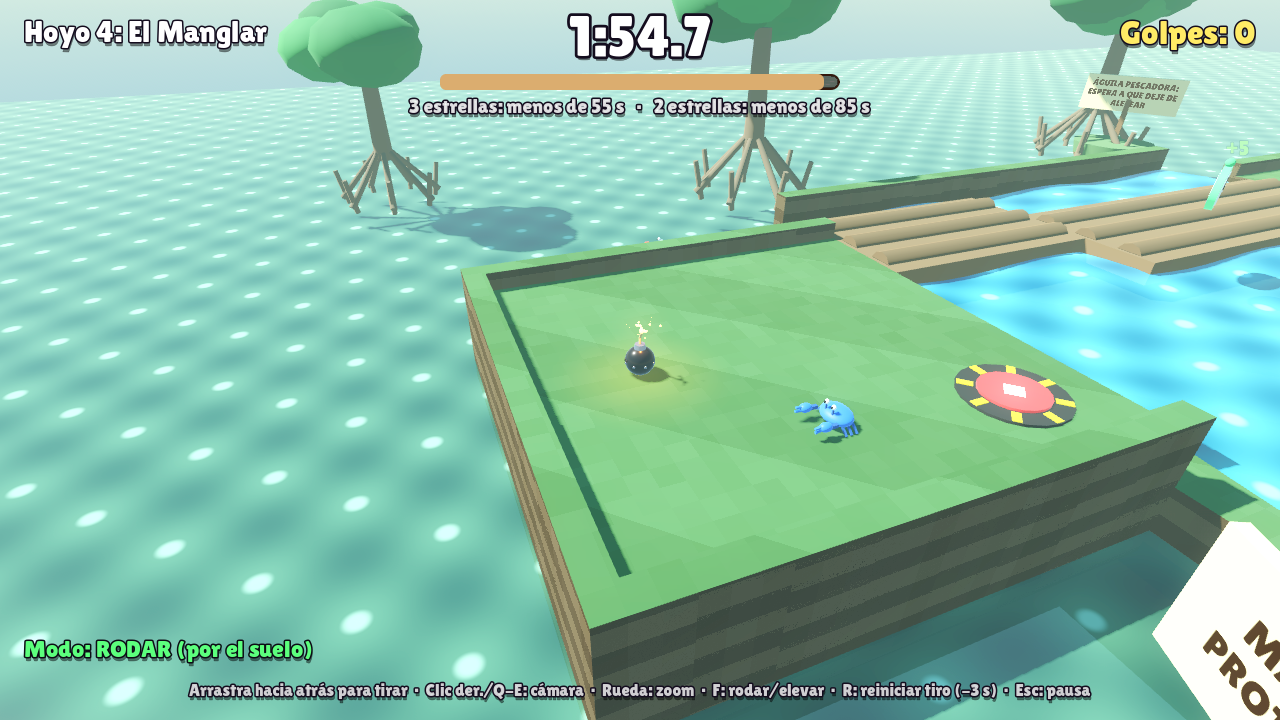 Hoyo 4: El Manglar
1:54.7
Golpes: 0
3 estrellas: menos de 55 s · 2 estrellas: menos de 85 s
ÁGUILA PESCADORA:
ESPERA A QUE DEJE DE
ALETEAR
+5
Modo: RODAR (por el suelo)
Arrastra hacia atrás para tirar · Clic der./Q-E: cámara · Rueda: zoom · F: rodar/elevar · R: reiniciar tiro (-3 s) · Esc: pausa